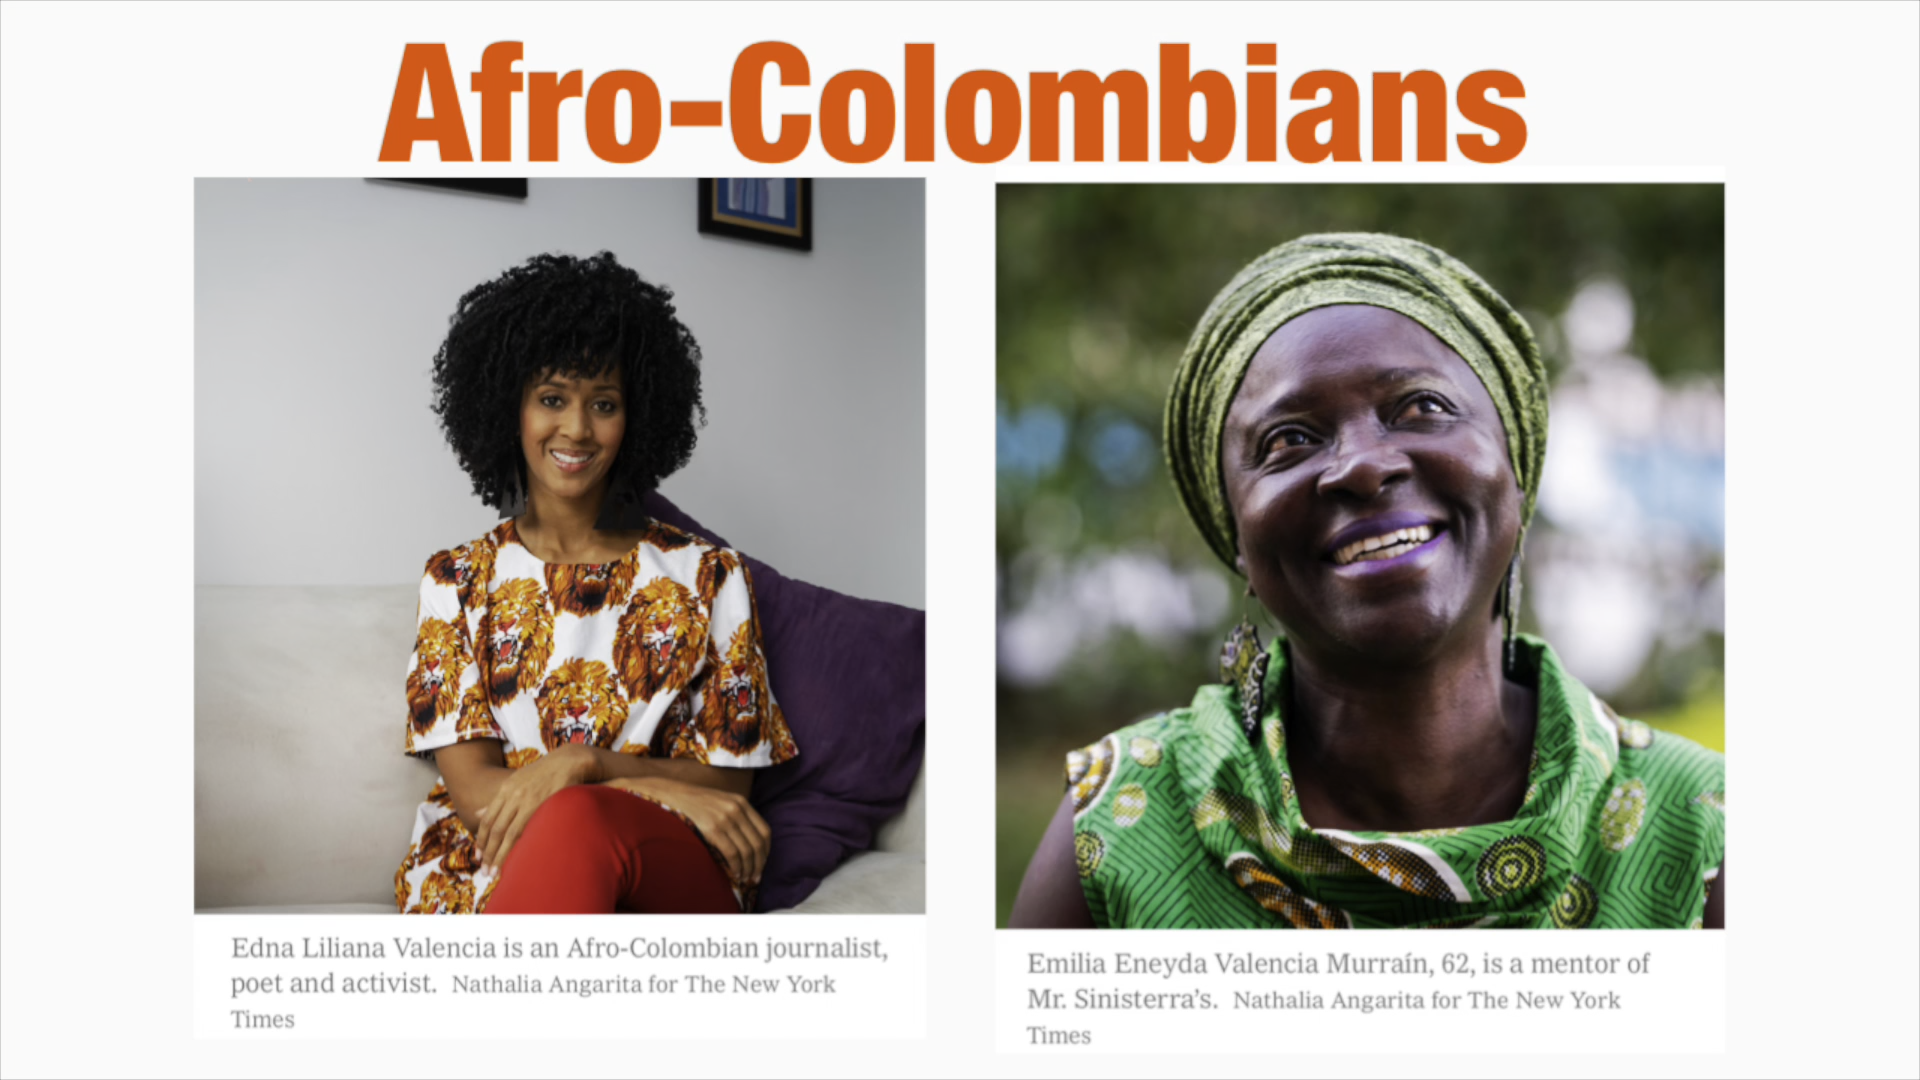 Afro-Colombians
Edna Liliana Valencia is an Afro-Colombian journalist,
poet and activist. Nathalia Angarita for The New York
Times
Emilia Eneyda Valencia Murraín, 62, is a mentor of
Mr. Sinisterra’s. Nathalia Angarita for The New York
Times